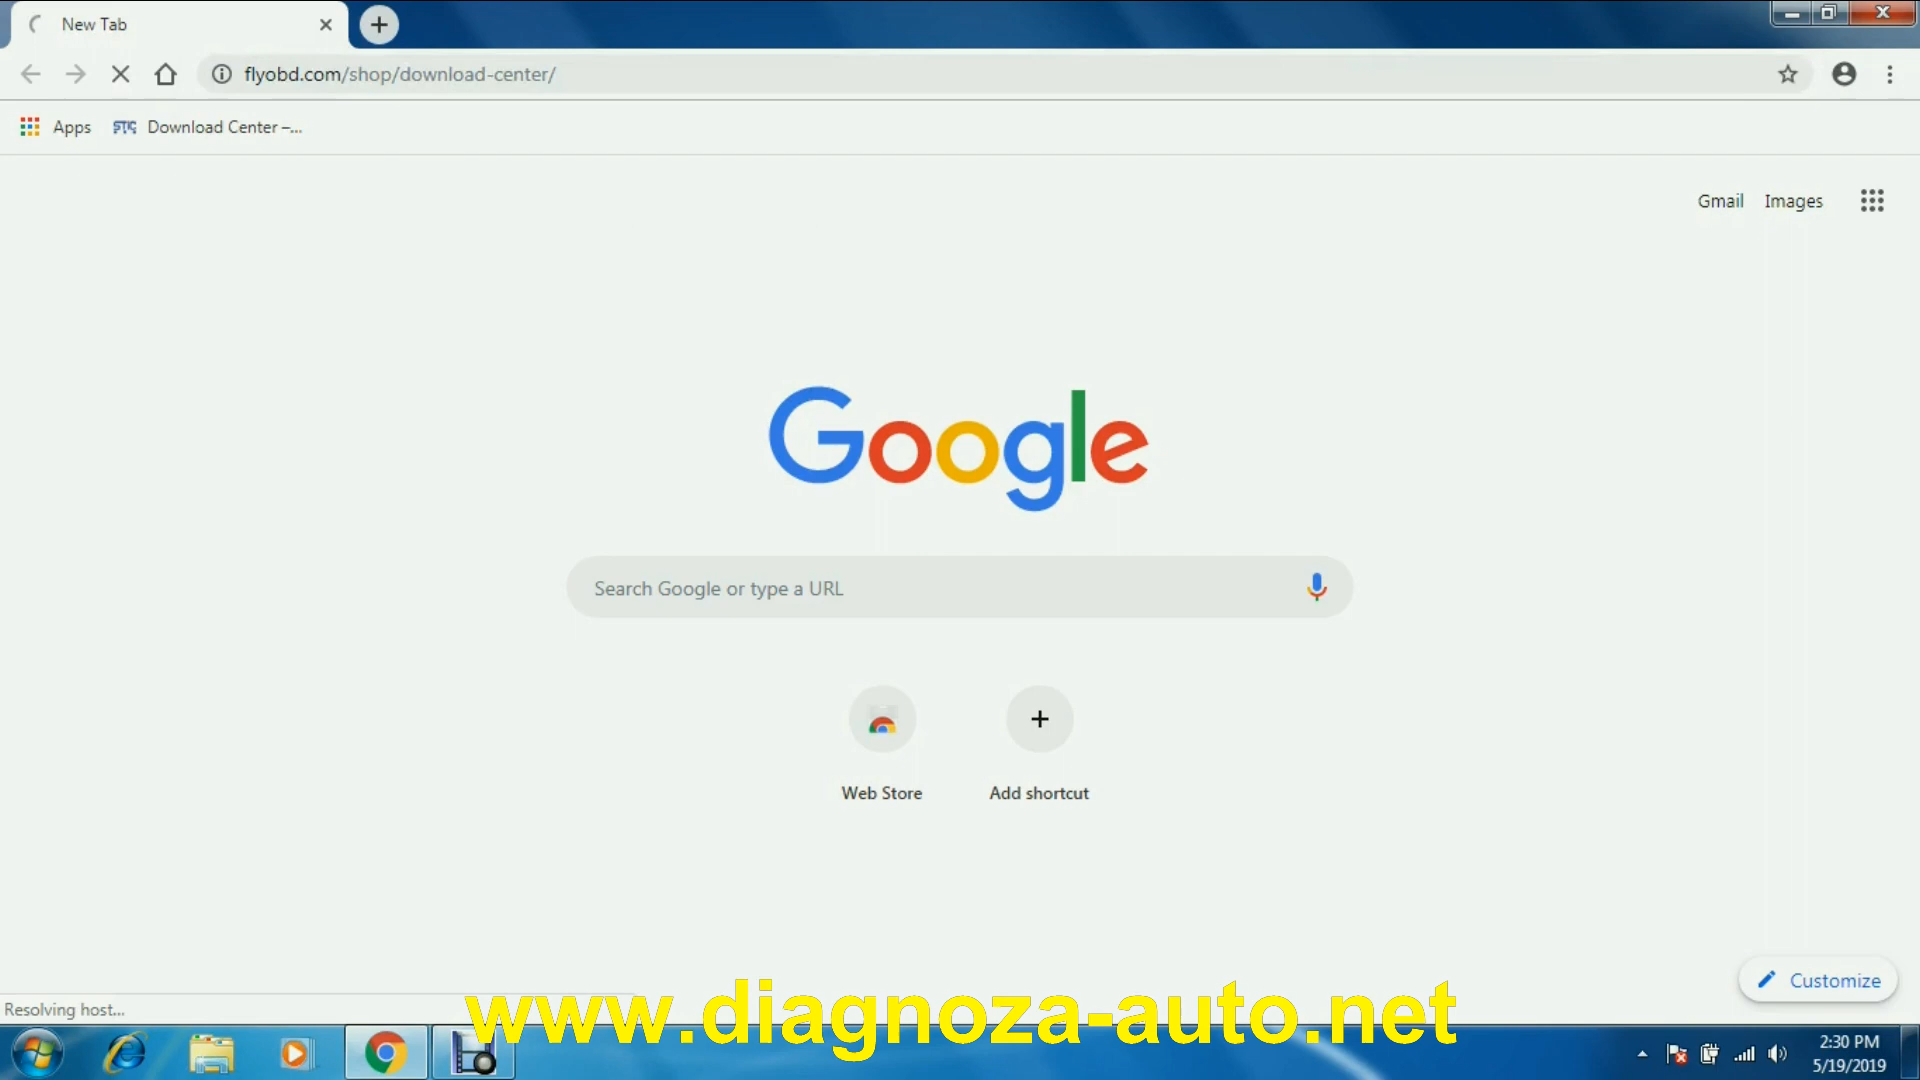 New Tab
flyobd.com/shop/download-center/
Apps
STIC Download Center –...
Gmail Images
Google
Search Google or type a URL
Web Store
Add shortcut
Customize
Resolving host...
www.diagnoza-auto.net
2:30 PM
5/19/2019